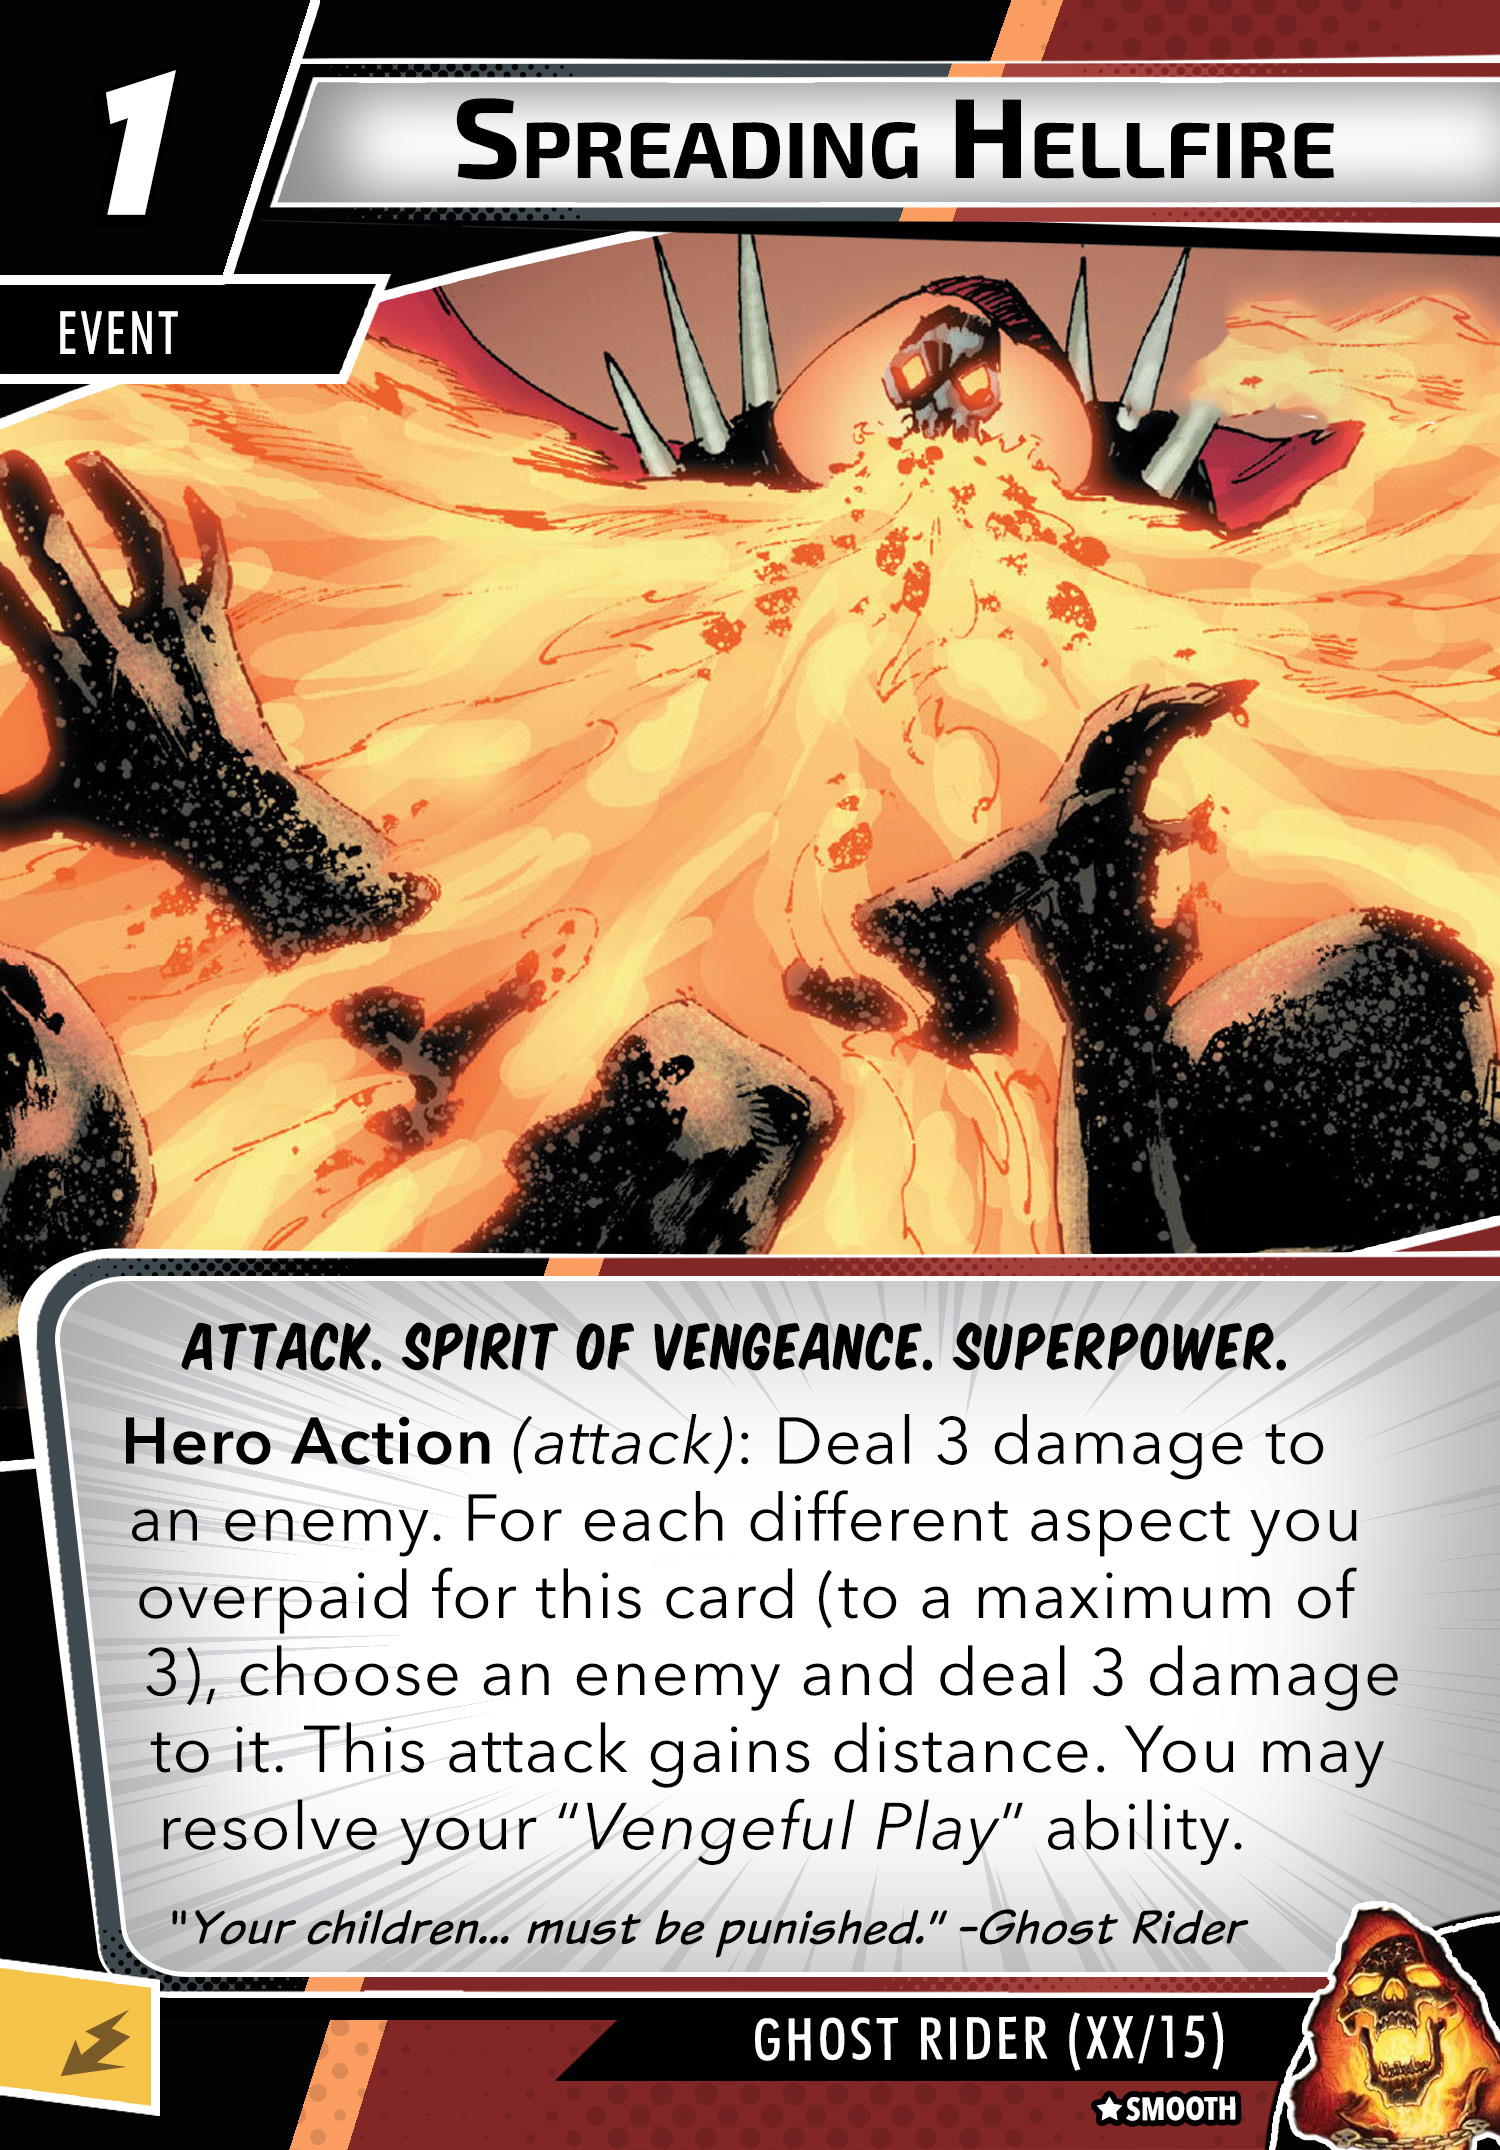 1
SPREADING HELLFIRE
EVENT
ATTACK. SPIRIT OF VENGEANCE. SUPERPOWER.
Hero Action (attack): Deal 3 damage to
an enemy. For each different aspect you
overpaid for this card (to a maximum of
3), choose an enemy and deal 3 damage
to it. This attack gains distance. You may
resolve your “Vengeful Play” ability.
"Your children... must be punished." -Ghost Rider
GHOST RIDER (XX/15)
★SMOOTH